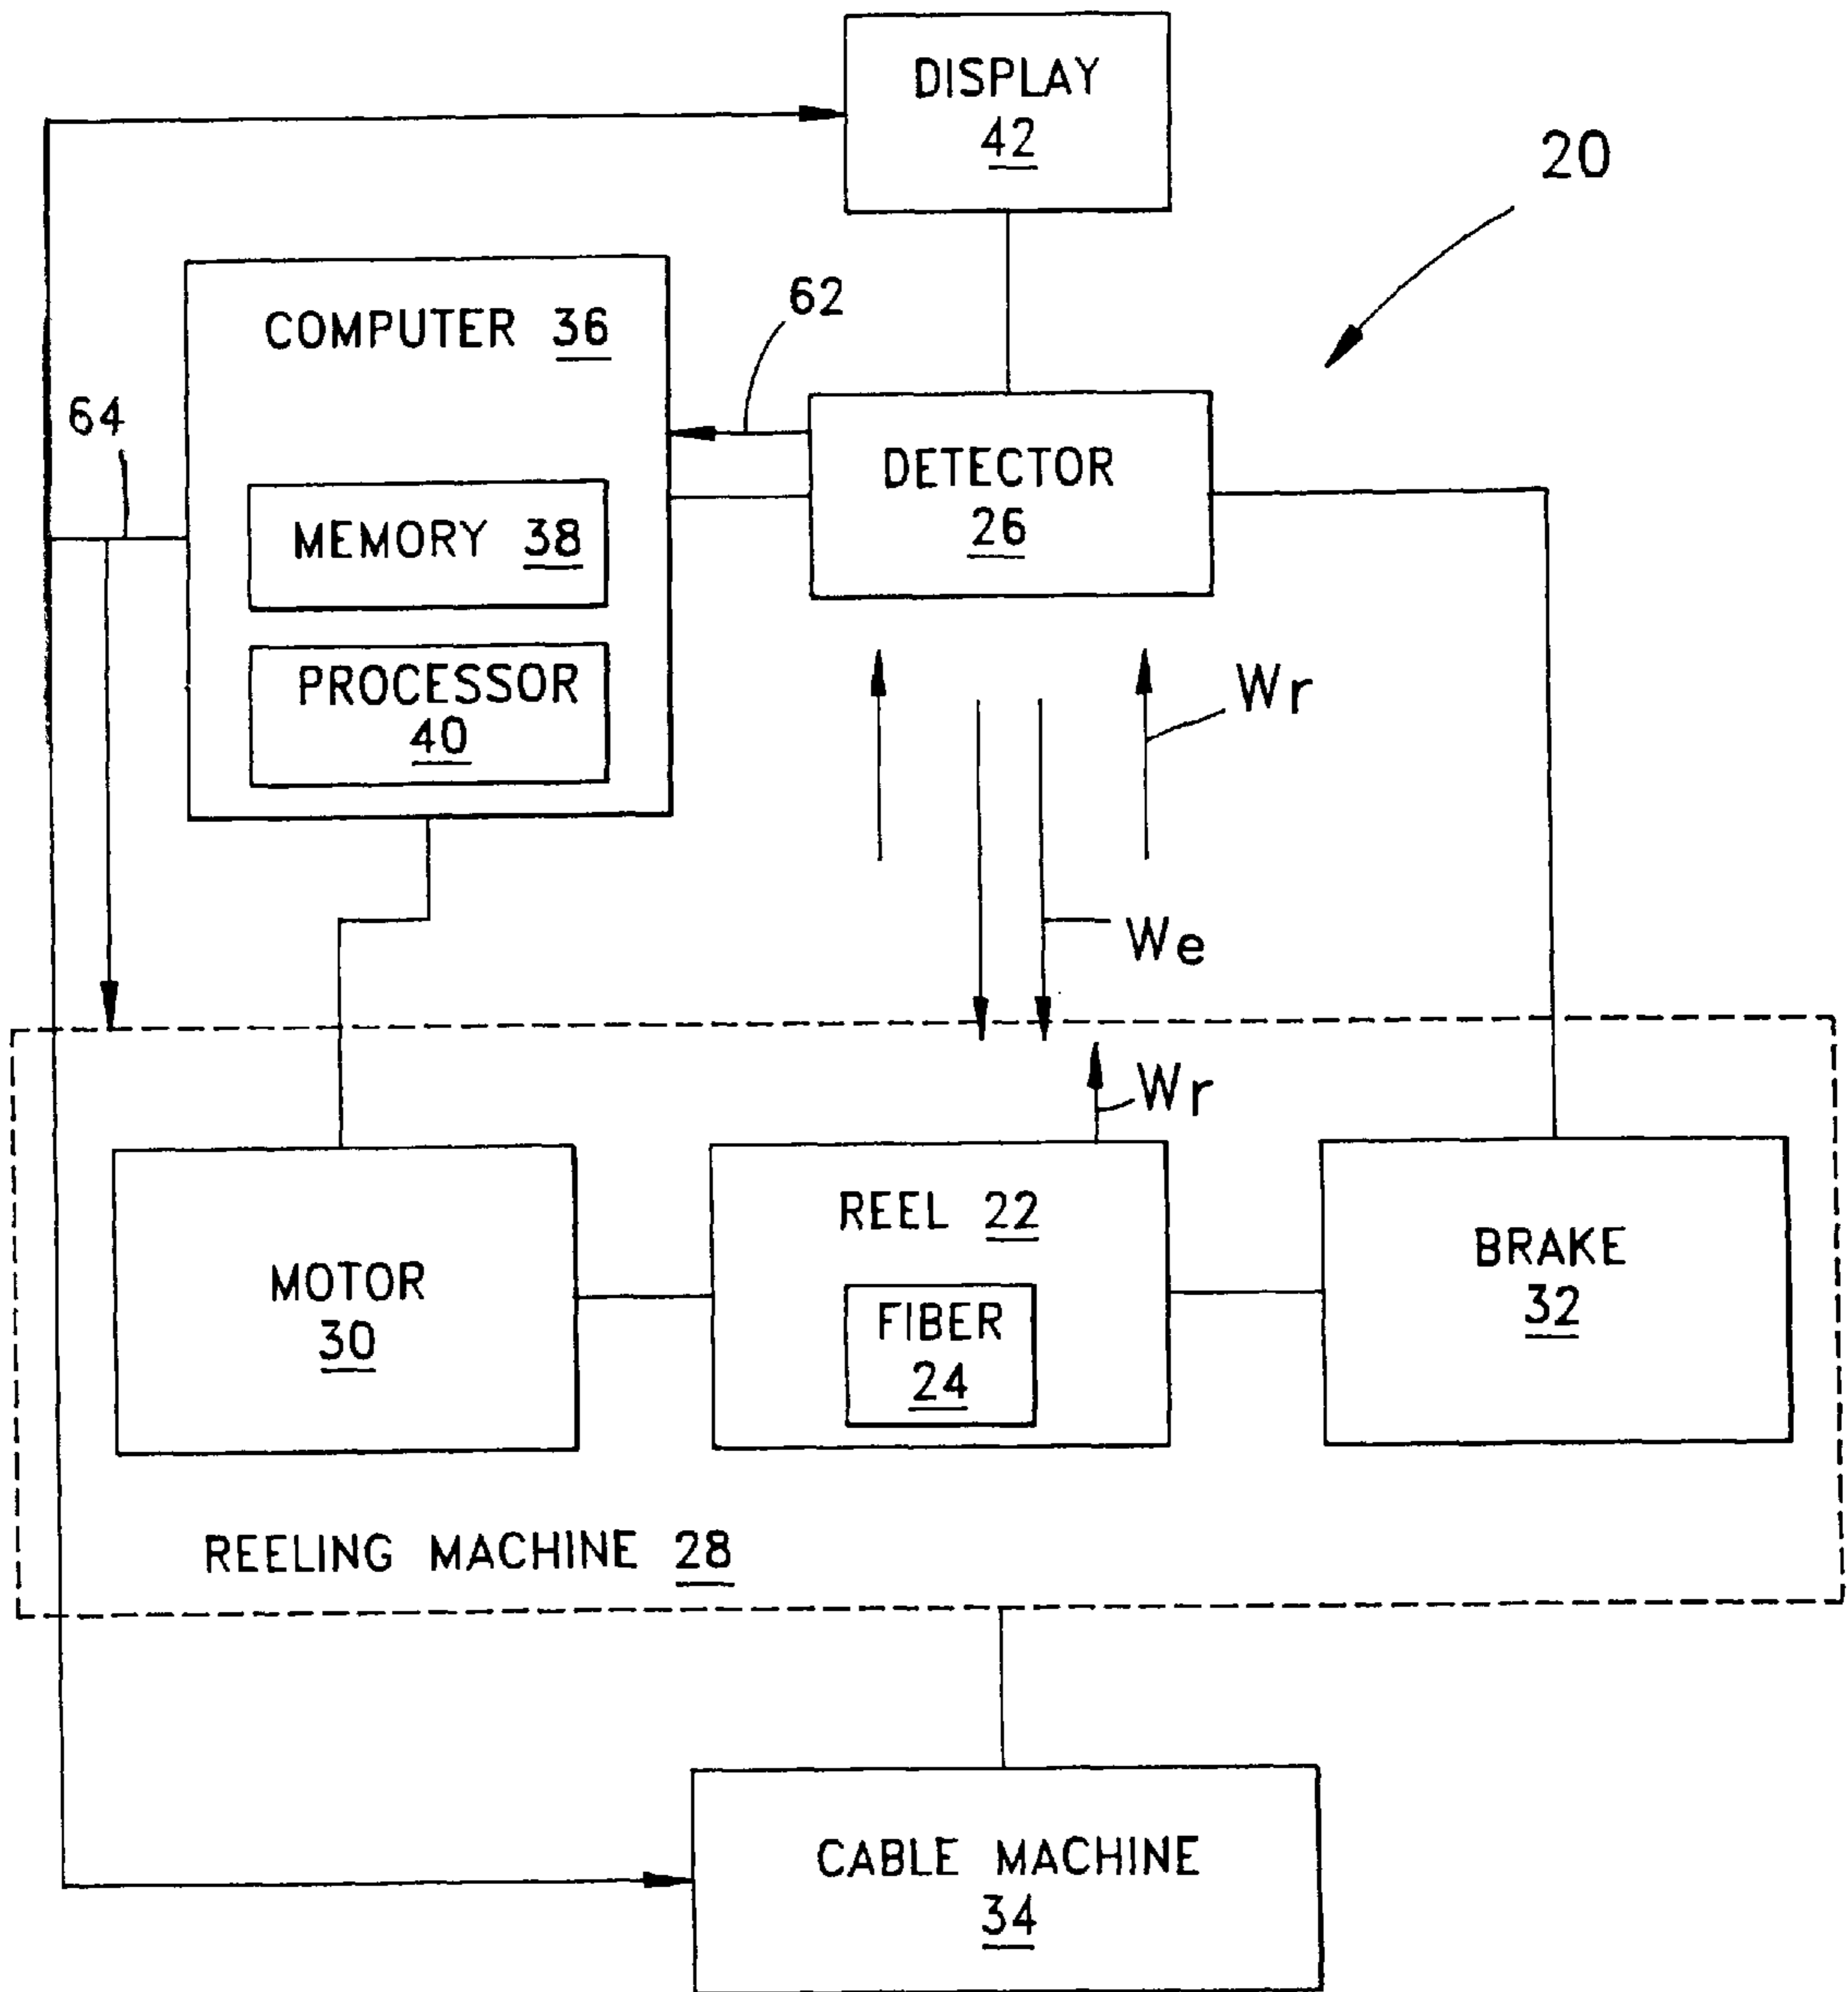 DISPLAY
42
20
COMPUTER 36
62
64
DETECTOR
26
MEMORY 38
PROCESSOR
40
Wr
We
Wr
REEL 22
BRAKE
32
MOTOR
30
FIBER
24
REELING MACHINE 28
CABLE MACHINE
34